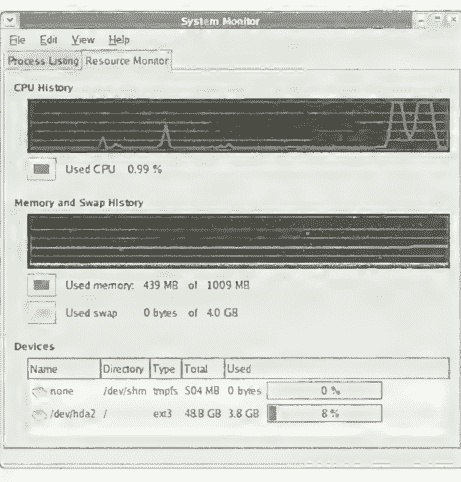 System Monitor
File Edit View Help
Process Listing Resource Monitor
CPU History
Used CPU 0.99 %
Memory and Swap History
Used memory: 439 MB of 1009 MB
Used swap 0 bytes of 4.0 GB
Devices
Name Directory Type Total Used
none /dev/shm tmpfs 504 MB 0 bytes 0 %
/dev/hda2 / ext3 48.8 GB 3.8 GB 8 %